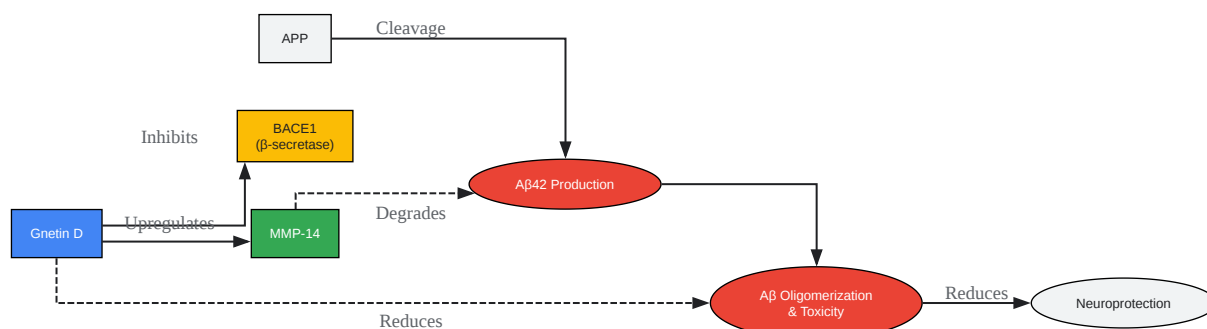 APP
Cleavage
BACE1
(β-secretase)
Inhibits
Aβ42 Production
Degrades
Gnetin D
Upregulates
MMP-14
Aβ Oligomerization
& Toxicity
Reduces
Neuroprotection
Reduces